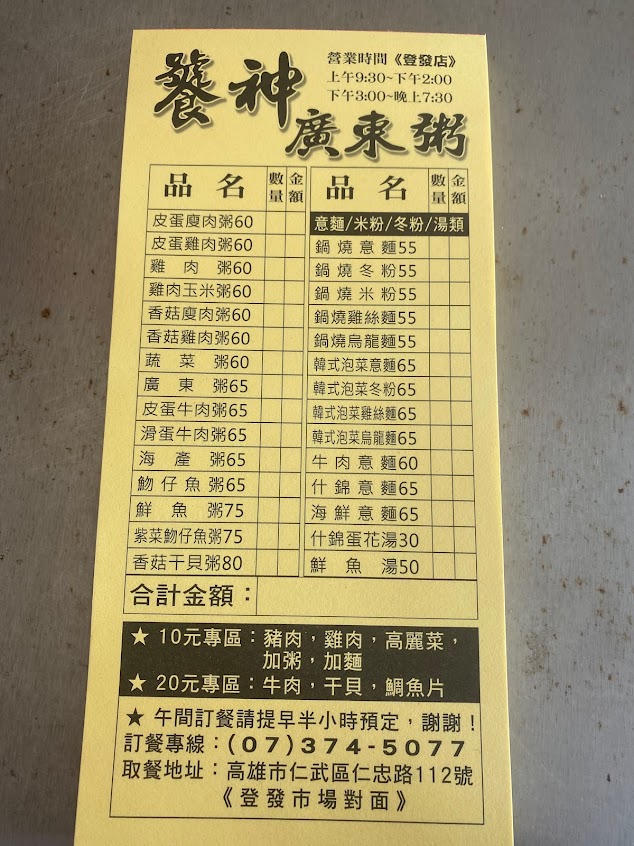 饕神
廣東粥
營業時間《登發店》
上午9:30~下午2:00
下午3:00~晚上7:30
品名 數量 金額
皮蛋廋肉粥60
皮蛋雞肉粥60
雞肉粥60
雞肉玉米粥60
香菇廋肉粥60
香菇雞肉粥60
蔬菜粥60
廣東粥65
皮蛋牛肉粥65
滑蛋牛肉粥65
海產粥65
魩仔魚粥65
鮮魚粥75
紫菜魩仔魚粥75
香菇干貝粥80
品名 數量 金額
意麵/米粉/冬粉/湯類
鍋燒意麵55
鍋燒冬粉55
鍋燒米粉55
鍋燒雞絲麵55
鍋燒烏龍麵55
韓式泡菜意麵65
韓式泡菜冬粉65
韓式泡菜雞絲麵65
韓式泡菜烏龍麵65
牛肉意麵60
什錦意麵65
海鮮意麵65
什錦蛋花湯30
鮮魚湯50
合計金額：
★ 10元專區：豬肉，雞肉，高麗菜，
加粥，加麵
★ 20元專區：牛肉，干貝，鯛魚片
★ 午間訂餐請提早半小時預定，謝謝！
訂餐專線：(07)374-5077
取餐地址：高雄市仁武區仁忠路112號
《登發市場對面》